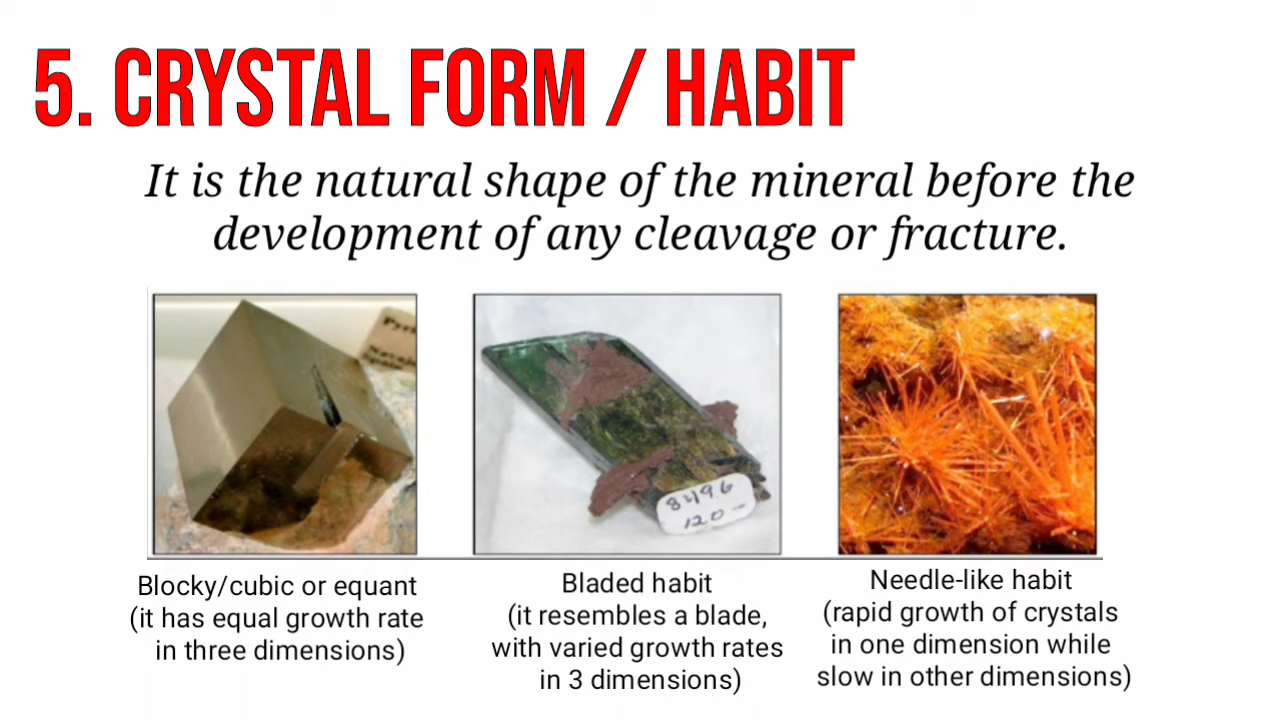 5. CRYSTAL FORM / HABIT
It is the natural shape of the mineral before the
development of any cleavage or fracture.
8496
120-
Blocky/cubic or equant
(it has equal growth rate
in three dimensions)
Bladed habit
(it resembles a blade,
with varied growth rates
in 3 dimensions)
Needle-like habit
(rapid growth of crystals
in one dimension while
slow in other dimensions)